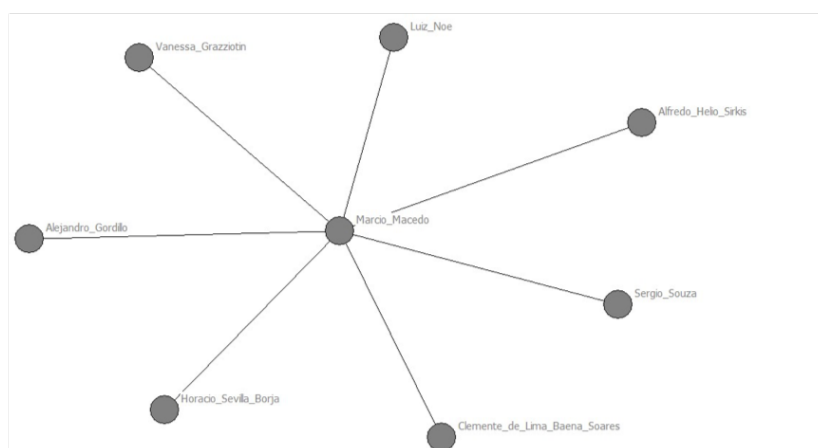 Luiz_Noe
Vanessa_Grazziotin
Alfredo_Helio_Sirkis
Marcio_Macedo
Alejandro_Gordillo
Sergio_Souza
Horacio_Sevilla_Borja
Clemente_de_Lima_Baena_Soares